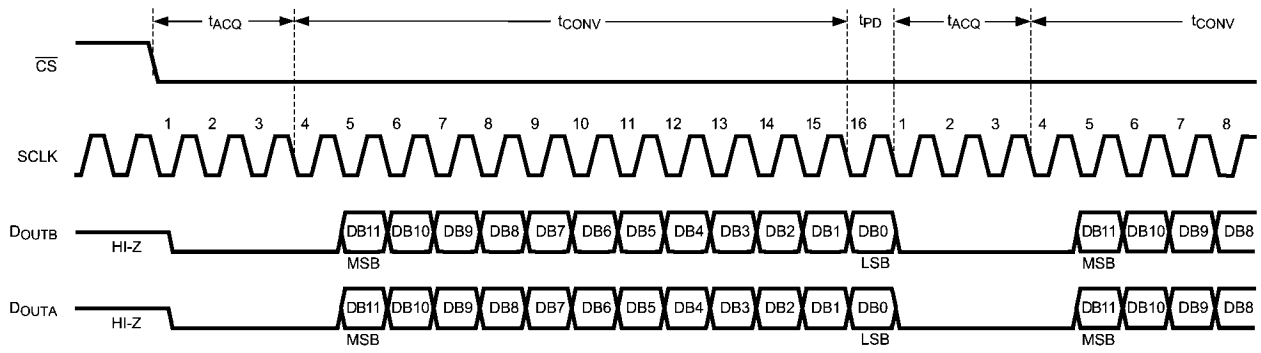 tACQ tCONV tPD tACQ tCONV
CS
1 2 3 4 5 6 7 8 9 10 11 12 13 14 15 16 1 2 3 4 5 6 7 8
SCLK
DOUTB
HI-Z
DB11 DB10 DB9 DB8 DB7 DB6 DB5 DB4 DB3 DB2 DB1 DB0 DB11 DB10 DB9 DB8
MSB LSB MSB
DOUTA
HI-Z
DB11 DB10 DB9 DB8 DB7 DB6 DB5 DB4 DB3 DB2 DB1 DB0 DB11 DB10 DB9 DB8
MSB LSB MSB